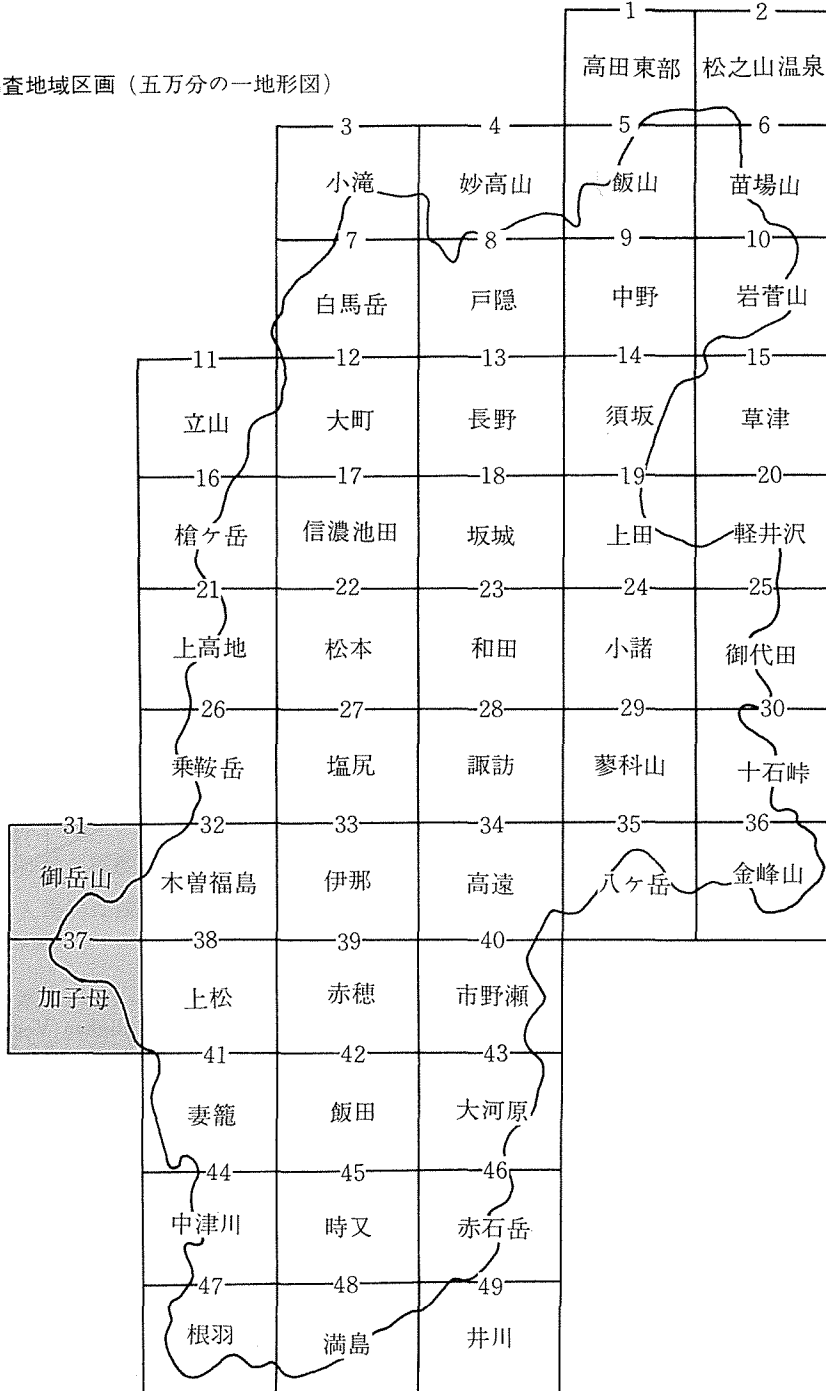 1 2
高田東部 松之山温泉
査地域区画（五万分の一地形図）
3 4 5 6
小滝 妙高山 飯山 苗場山
7 8 9 10
白馬岳 戸隠 中野 岩菅山
11 12 13 14 15
立山 大町 長野 須坂 草津
16 17 18 19 20
槍ヶ岳 信濃池田 坂城 上田 軽井沢
21 22 23 24 25
上高地 松本 和田 小諸 御代田
26 27 28 29 30
乗鞍岳 塩尻 諏訪 蓼科山 十石峠
31 32 33 34 35 36
御岳山 木曽福島 伊那 高遠 八ヶ岳 金峰山
37 38 39 40
加子母 上松 赤穂 市野瀬
41 42 43
妻籠 飯田 大河原
44 45 46
中津川 時又 赤石岳
47 48 49
根羽 満島 井川